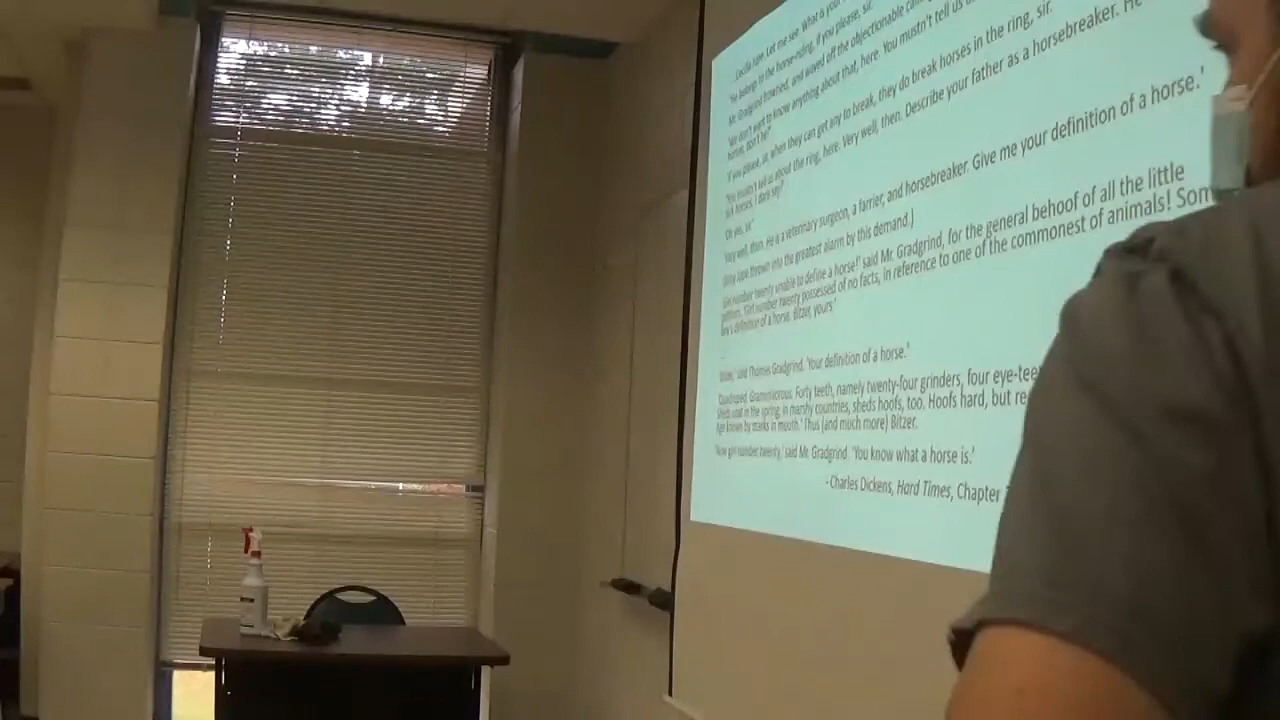 Cecilia Jupe. Let me see. What is your
'He belongs to the horse-riding, if you please, sir.'
Mr. Gradgrind frowned, and waved off the objectionable
'We don't want to know anything about that, here. You mustn't tell us
horses, don't he?'
'If you please, sir, when they can get any to break, they do break horses in the ring, sir.
'You mustn't tell us about the ring, here. Very well, then. Describe your father as a horsebreaker. He
sick horses, I dare say?'
'Oh yes, sir.'
'Very well, then. He is a veterinary surgeon, a farrier, and horsebreaker. Give me your definition of a horse.'
(Sissy Jupe thrown into the greatest alarm by this demand.)
'Girl number twenty unable to define a horse!' said Mr. Gradgrind, for the general behoof of all the little
pitchers. 'Girl number twenty possessed of no facts, in reference to one of the commonest of animals! Som
boy's definition of a horse. Bitzer, yours'
'Bitzer,' said Thomas Gradgrind. 'Your definition of a horse.'
'Quadruped. Graminivorous. Forty teeth, namely twenty-four grinders, four eye-tee
Sheds coat in the spring; in marshy countries, sheds hoofs, too. Hoofs hard, but re
Age known by marks in mouth.' Thus (and much more) Bitzer.
'Now girl number twenty,' said Mr. Gradgrind. 'You know what a horse is.'
- Charles Dickens, Hard Times, Chapter